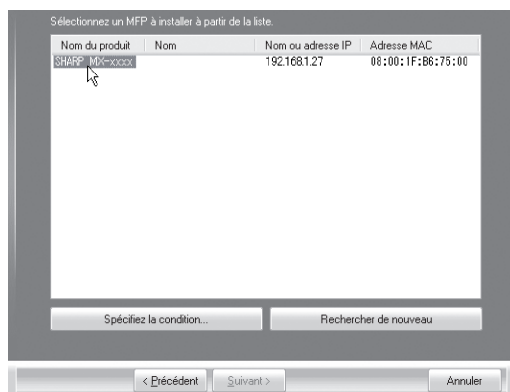 Sélectionnez un MFP à installer à partir de la liste.
Nom du produit Nom Nom ou adresse IP Adresse MAC
SHARP MX-xxxx 192.168.1.27 08:00:1F:B6:75:00
Spécifiez la condition... Rechercher de nouveau
< Précédent Suivant > Annuler